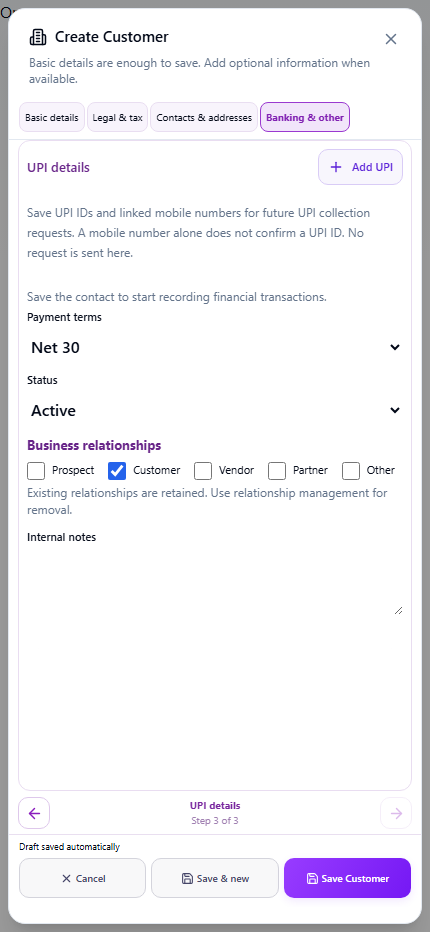 Create Customer
Basic details are enough to save. Add optional information when
available.
Basic details
Legal & tax
Contacts & addresses
Banking & other
UPI details
Add UPI
Save UPI IDs and linked mobile numbers for future UPI collection
requests. A mobile number alone does not confirm a UPI ID. No
request is sent here.
Save the contact to start recording financial transactions.
Payment terms
Net 30
Status
Active
Business relationships
Prospect
Customer
Vendor
Partner
Other
Existing relationships are retained. Use relationship management for
removal.
Internal notes
UPI details
Step 3 of 3
Draft saved automatically
Cancel
Save & new
Save Customer